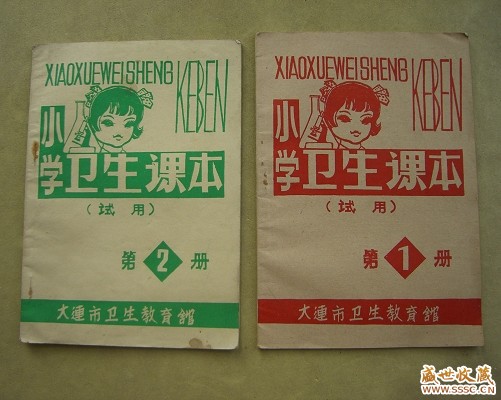 XIAOXUEWEISHENG
KEBEN
小学卫生课本
(试用)
第2册
大連市卫生教育舘
XIAOXUEWEISHENG
KEBEN
小学卫生课本
(试用)
第1册
大連市卫生教育舘
盛世收藏
www.SSSC.CN